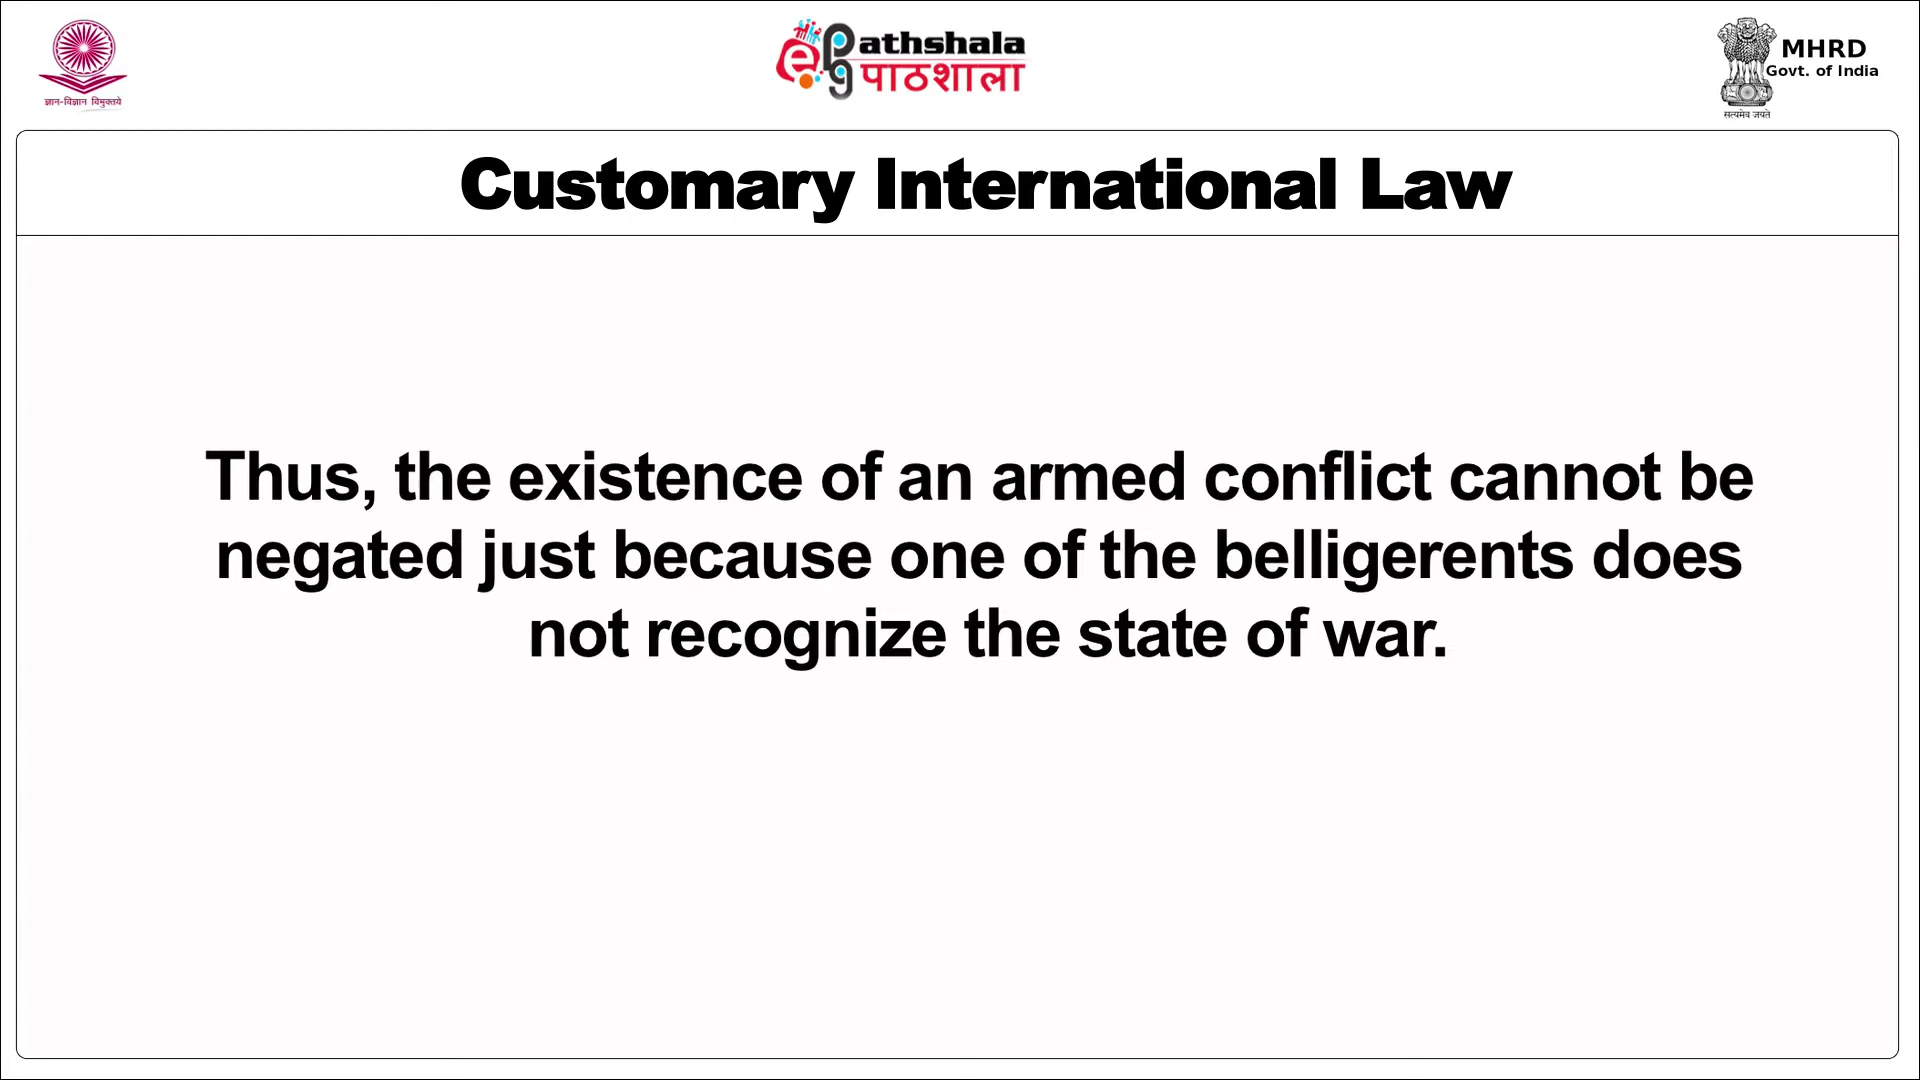 ज्ञान-विज्ञान विमुक्तये
ePG athshala
पाठशाला
MHRD
Govt. of India
सत्यमेव जयते
Customary International Law
Thus, the existence of an armed conflict cannot be
negated just because one of the belligerents does
not recognize the state of war.